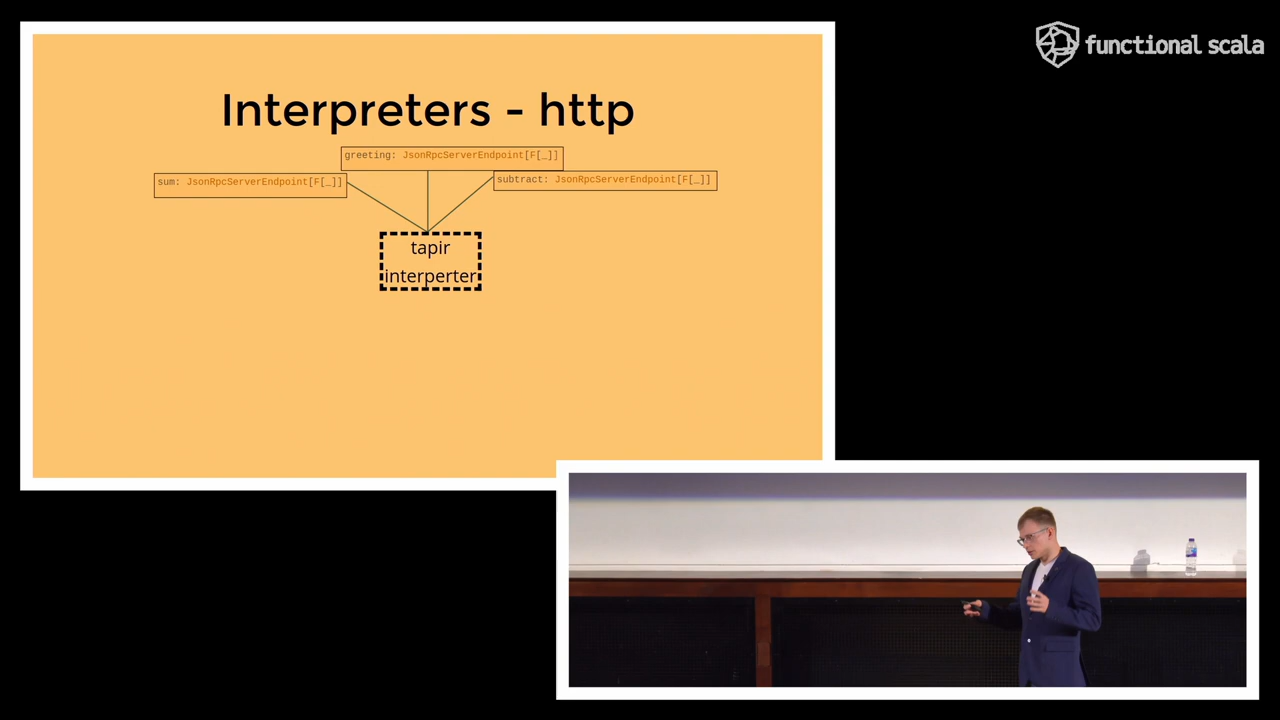 functional scala
Interpreters - http
greeting: JsonRpcServerEndpoint[F[_]]
sum: JsonRpcServerEndpoint[F[_]]
subtract: JsonRpcServerEndpoint[F[_]]
tapir
interperter